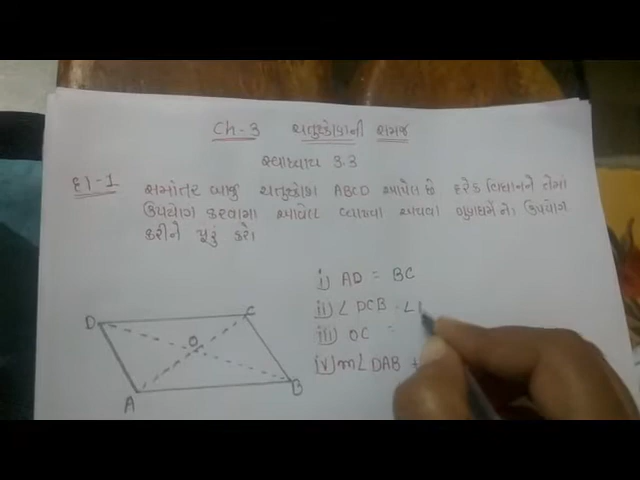 Ch-3 ચતુષ્કોણની સમજ
સ્વાધ્યાય 3.3
દા-1 સમાંતર બાજુ ચતુષ્કોણ ABCD આપેલ છે દરેક વિધાનને તેમાં
ઉપયોગ કરવામા આવેલ વ્યાખ્યા અથવા ગુણધર્મનો ઉપયોગ
કરીને પૂરું કરો
i) AD = BC
ii) ∠ DCB = ∠
iii) OC =
iv) m∠ DAB +
D
C
O
A
B